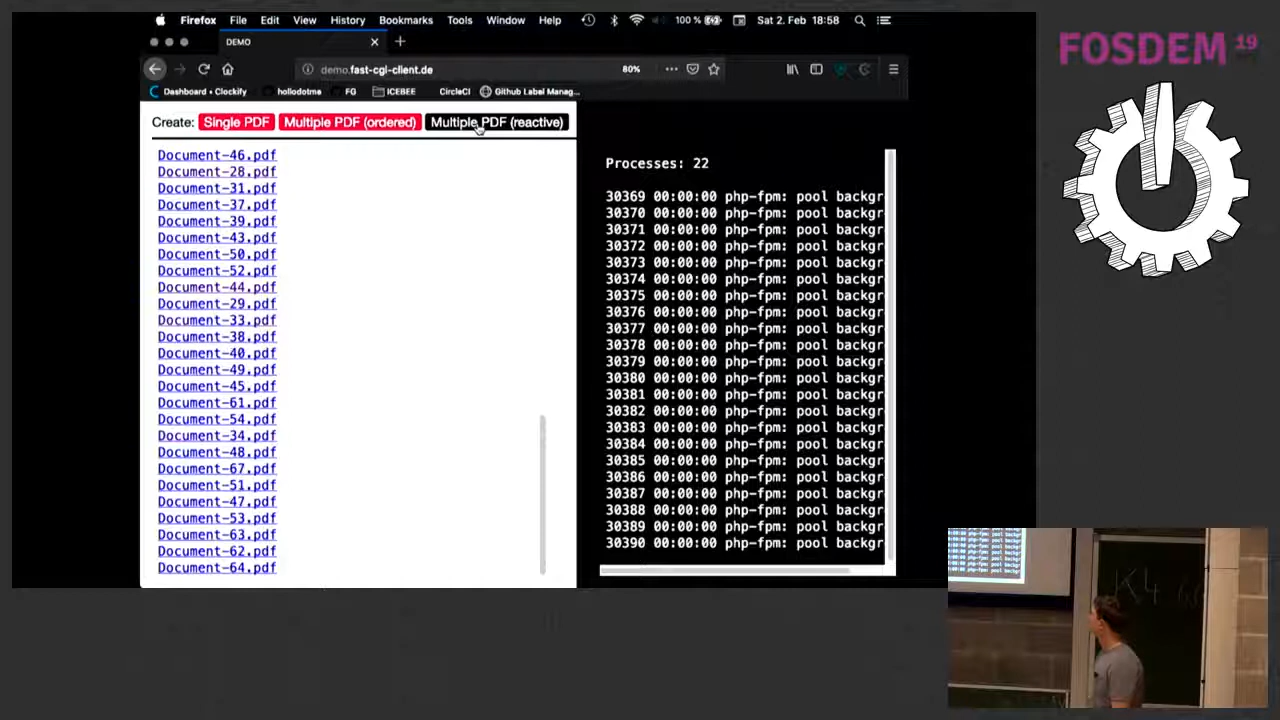 Firefox File Edit View History Bookmarks Tools Window Help 100 % Sat 2. Feb 18:58
FOSDEM 19
DEMO
demo.fast-cgi-client.de 80%
Dashboard • Clockify hollodotme FG ICEBEE CircleCI Github Label Manag...
Create: Single PDF Multiple PDF (ordered) Multiple PDF (reactive)
Document-46.pdf
Document-28.pdf
Document-31.pdf
Document-37.pdf
Document-39.pdf
Document-43.pdf
Document-50.pdf
Document-52.pdf
Document-44.pdf
Document-29.pdf
Document-33.pdf
Document-38.pdf
Document-40.pdf
Document-49.pdf
Document-45.pdf
Document-61.pdf
Document-54.pdf
Document-34.pdf
Document-48.pdf
Document-67.pdf
Document-51.pdf
Document-47.pdf
Document-53.pdf
Document-63.pdf
Document-62.pdf
Document-64.pdf
Processes: 22
30369 00:00:00 php-fpm: pool backgr
30370 00:00:00 php-fpm: pool backgr
30371 00:00:00 php-fpm: pool backgr
30372 00:00:00 php-fpm: pool backgr
30373 00:00:00 php-fpm: pool backgr
30374 00:00:00 php-fpm: pool backgr
30375 00:00:00 php-fpm: pool backgr
30376 00:00:00 php-fpm: pool backgr
30377 00:00:00 php-fpm: pool backgr
30378 00:00:00 php-fpm: pool backgr
30379 00:00:00 php-fpm: pool backgr
30380 00:00:00 php-fpm: pool backgr
30381 00:00:00 php-fpm: pool backgr
30382 00:00:00 php-fpm: pool backgr
30383 00:00:00 php-fpm: pool backgr
30384 00:00:00 php-fpm: pool backgr
30385 00:00:00 php-fpm: pool backgr
30386 00:00:00 php-fpm: pool backgr
30387 00:00:00 php-fpm: pool backgr
30388 00:00:00 php-fpm: pool backgr
30389 00:00:00 php-fpm: pool backgr
30390 00:00:00 php-fpm: pool backgr
K4